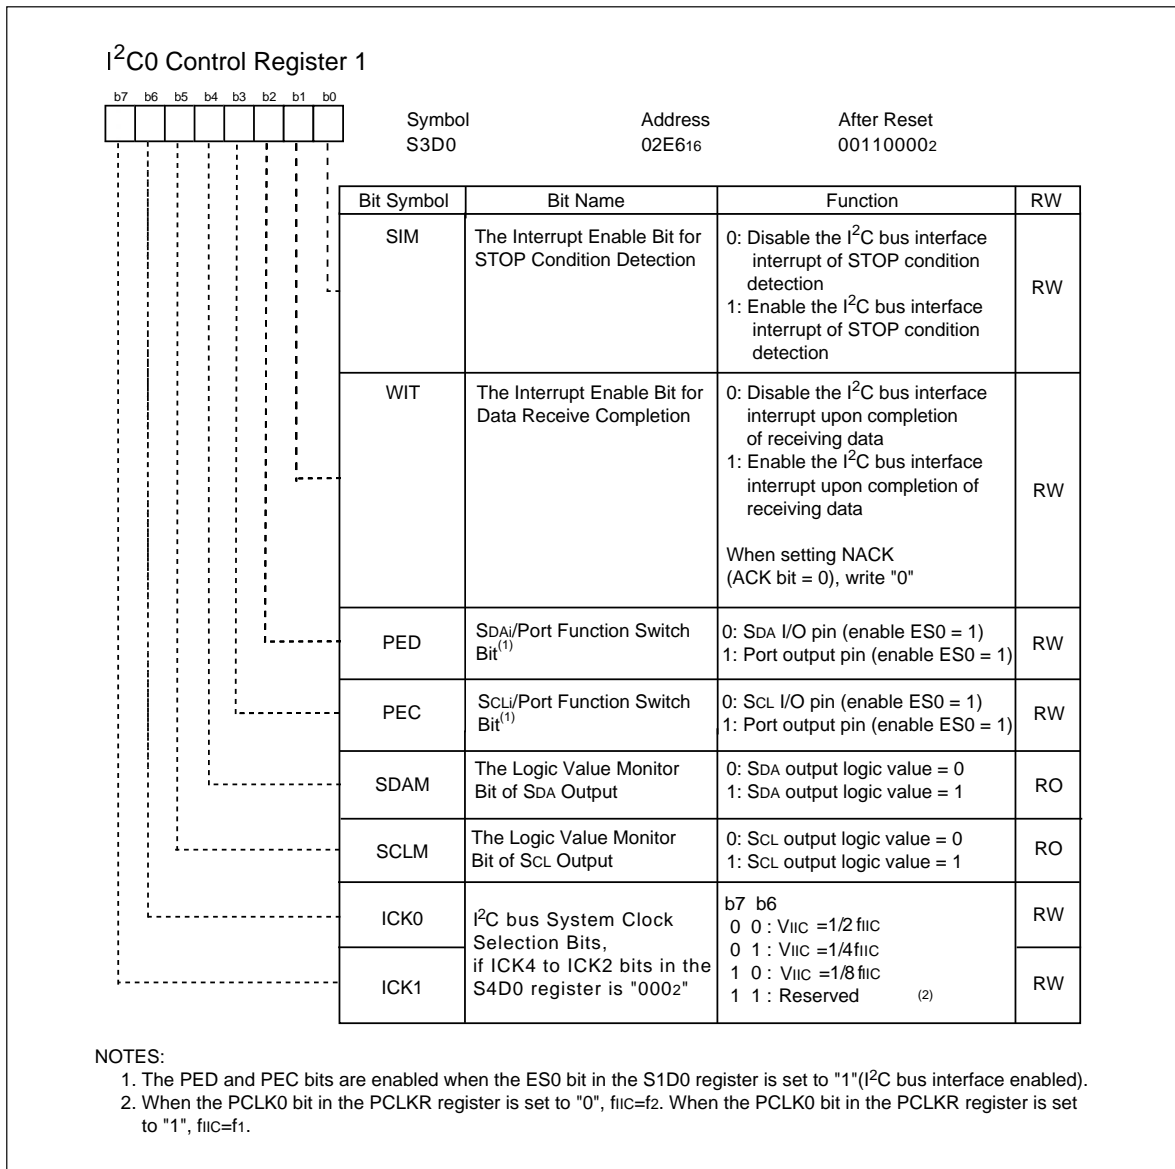 I2C0 Control Register 1
b7 b6 b5 b4 b3 b2 b1 b0
Symbol Address After Reset
S3D0 02E616 001100002
Bit Symbol Bit Name Function RW
SIM
The Interrupt Enable Bit for
STOP Condition Detection
0: Disable the I2C bus interface
interrupt of STOP condition
detection
1: Enable the I2C bus interface
interrupt of STOP condition
detection
RW
WIT
The Interrupt Enable Bit for
Data Receive Completion
0: Disable the I2C bus interface
interrupt upon completion
of receiving data
1: Enable the I2C bus interface
interrupt upon completion of
receiving data
When setting NACK
(ACK bit = 0), write "0"
RW
PED
SDAi/Port Function Switch
Bit(1)
0: SDA I/O pin (enable ES0 = 1)
1: Port output pin (enable ES0 = 1)
RW
PEC
SCLi/Port Function Switch
Bit(1)
0: SCL I/O pin (enable ES0 = 1)
1: Port output pin (enable ES0 = 1)
RW
SDAM
The Logic Value Monitor
Bit of SDA Output
0: SDA output logic value = 0
1: SDA output logic value = 1
RO
SCLM
The Logic Value Monitor
Bit of SCL Output
0: SCL output logic value = 0
1: SCL output logic value = 1
RO
ICK0
ICK1
I2C bus System Clock
Selection Bits,
if ICK4 to ICK2 bits in the
S4D0 register is "0002"
b7 b6
0 0 : VIIC =1/2 fIIC
0 1 : VIIC =1/4fIIC
1 0 : VIIC =1/8 fIIC
1 1 : Reserved (2)
RW
RW
NOTES:
1. The PED and PEC bits are enabled when the ES0 bit in the S1D0 register is set to "1"(I2C bus interface enabled).
2. When the PCLK0 bit in the PCLKR register is set to "0", fIIC=f2. When the PCLK0 bit in the PCLKR register is set
to "1", fIIC=f1.